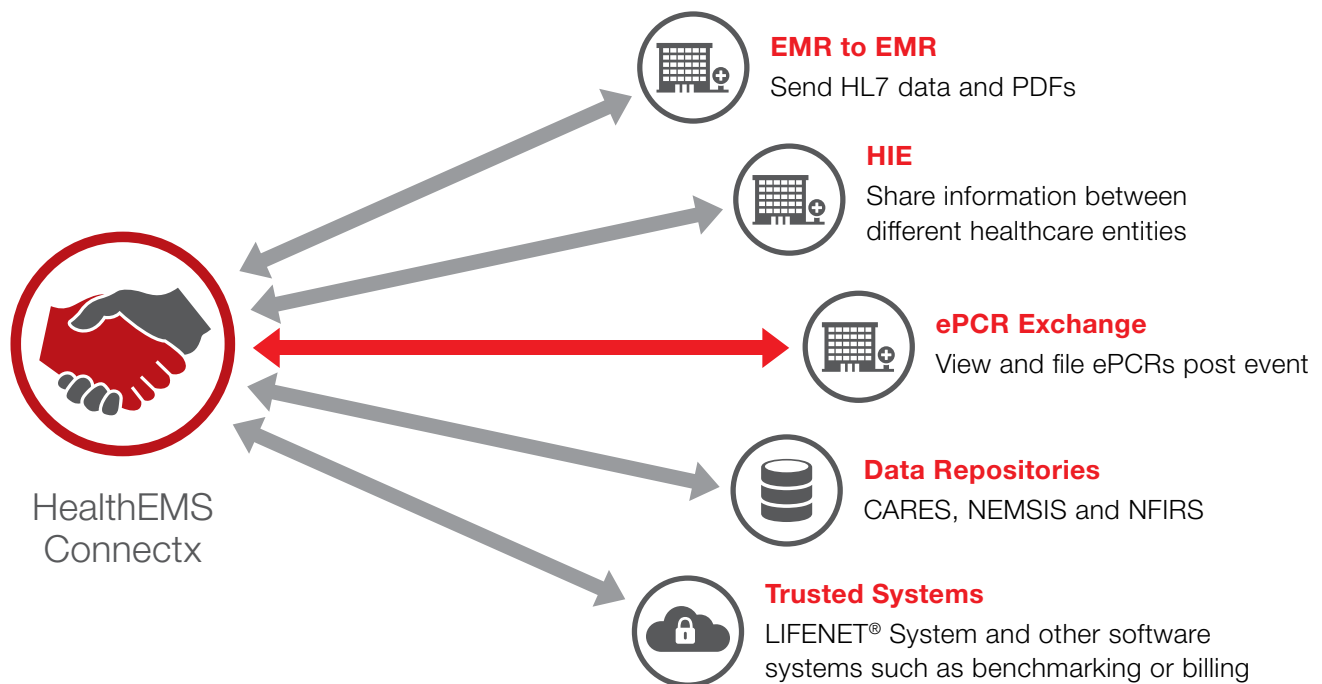 EMR to EMR
Send HL7 data and PDFs
HIE
Share information between
different healthcare entities
ePCR Exchange
View and file ePCRs post event
HealthEMS
Connectx
Data Repositories
CARES, NEMSIS and NFIRS
Trusted Systems
LIFENET® System and other software
systems such as benchmarking or billing